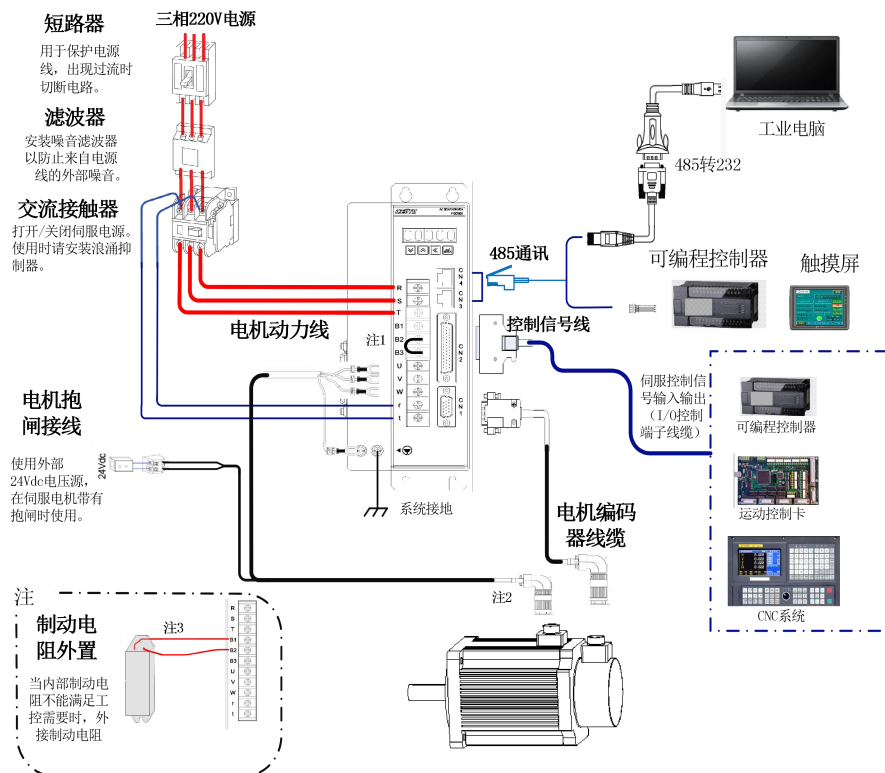 短路器
三相220V电源
用于保护电源
线，出现过流时
切断电路。
滤波器
安装噪音滤波器
以防止来自电源
线的外部噪音。
交流接触器
打开/关闭伺服电源。
使用时请安装浪涌抑
制器。
工业电脑
485转232
485通讯
可编程控制器
触摸屏
CN4
CN3
CN2
CN1
R
S
T
B1
B2
B3
U
V
W
r
t
注1
电机动力线
控制信号线
伺服控制信
号输入输出
（I/O控制
端子线缆）
可编程控制器
运动控制卡
CNC系统
电机抱
闸接线
使用外部
24Vdc电压源，
在伺服电机带有
抱闸时使用。
24Vdc
系统接地
电机编码
器线缆
注2
注
制动电
阻外置
注3
当内部制动电
阻不能满足工
控需要时，外
接制动电阻
R
S
T
B1
B2
B3
U
V
W
r
t